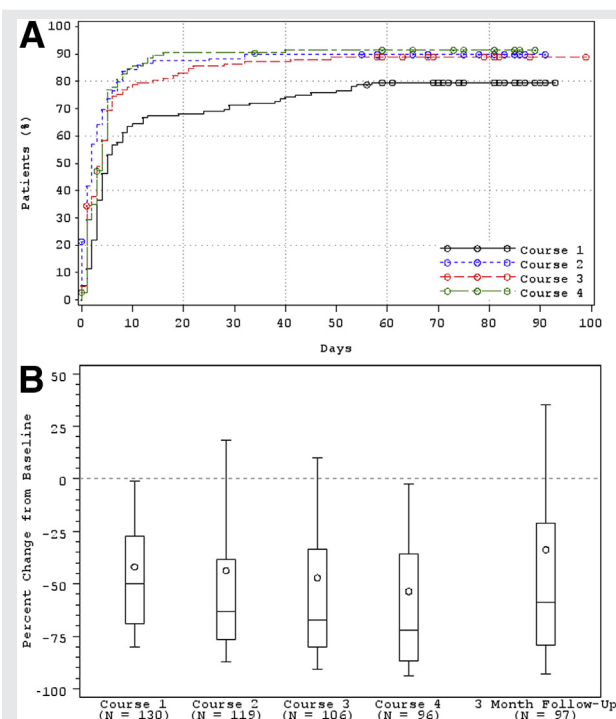 A
100
90
80
70
60
50
40
30
20
10
0
Patients (%)
Course 1
Course 2
Course 3
Course 4
0 10 20 30 40 50 60 70 80 90 100
Days
B
50
25
0
-25
-50
-75
-100
Percent Change from Baseline
Course 1 Course 2 Course 3 Course 4 3 Month Follow-Up
(N = 130) (N = 119) (N = 106) (N = 96) (N = 97)